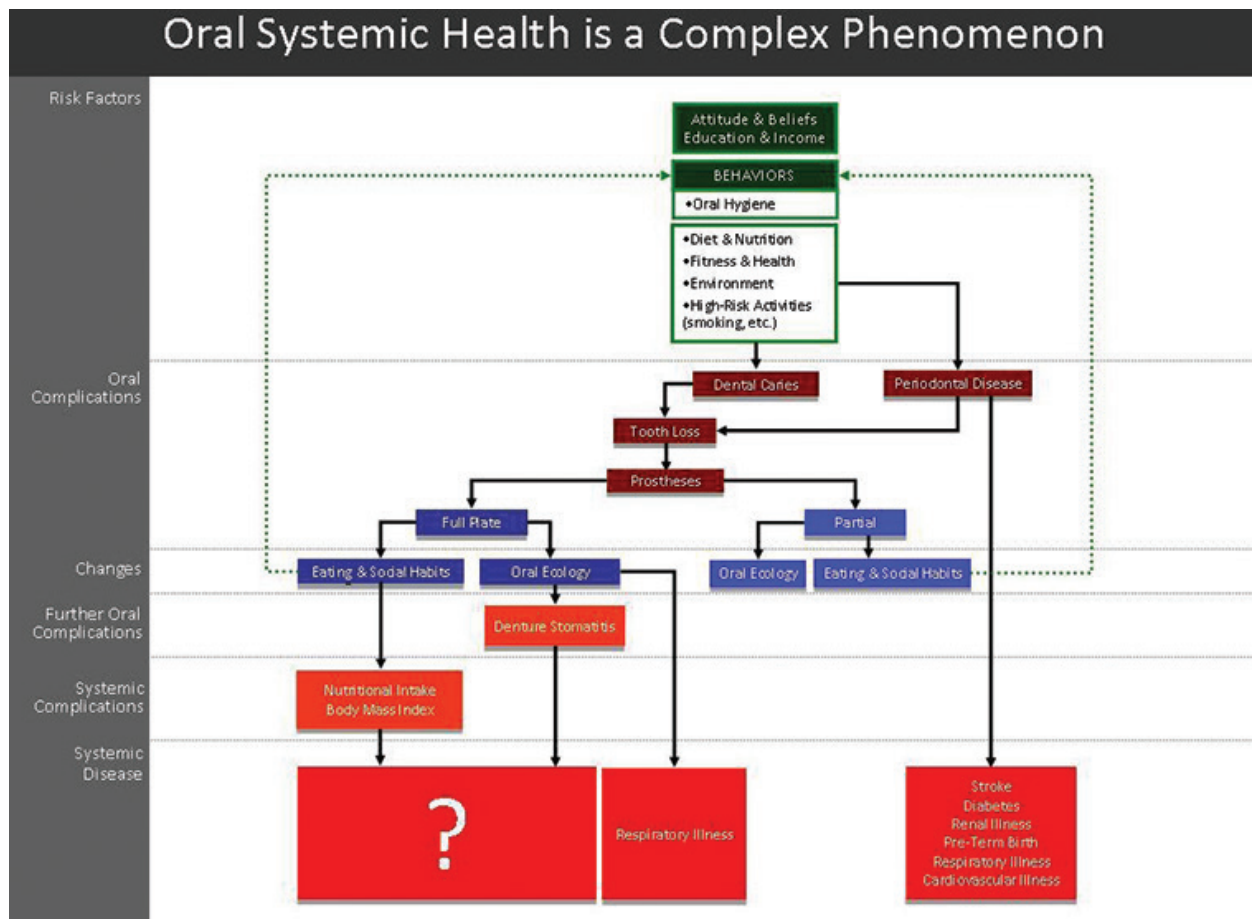 Oral Systemic Health is a Complex Phenomenon
Risk Factors
Attitude & Beliefs
Education & Income
BEHAVIORS
•Oral Hygiene
•Diet & Nutrition
•Fitness & Health
•Environment
•High-Risk Activities
(smoking, etc.)
Oral
Complications
Dental Caries
Periodontal Disease
Tooth Loss
Prostheses
Full Plate
Partial
Changes
Eating & Social Habits
Oral Ecology
Oral Ecology
Eating & Social Habits
Further Oral
Complications
Denture Stomatitis
Systemic
Complications
Nutritional Intake
Body Mass Index
Systemic
Disease
?
Respiratory Illness
Stroke
Diabetes
Renal Illness
Pre-Term Birth
Respiratory Illness
Cardiovascular Illness